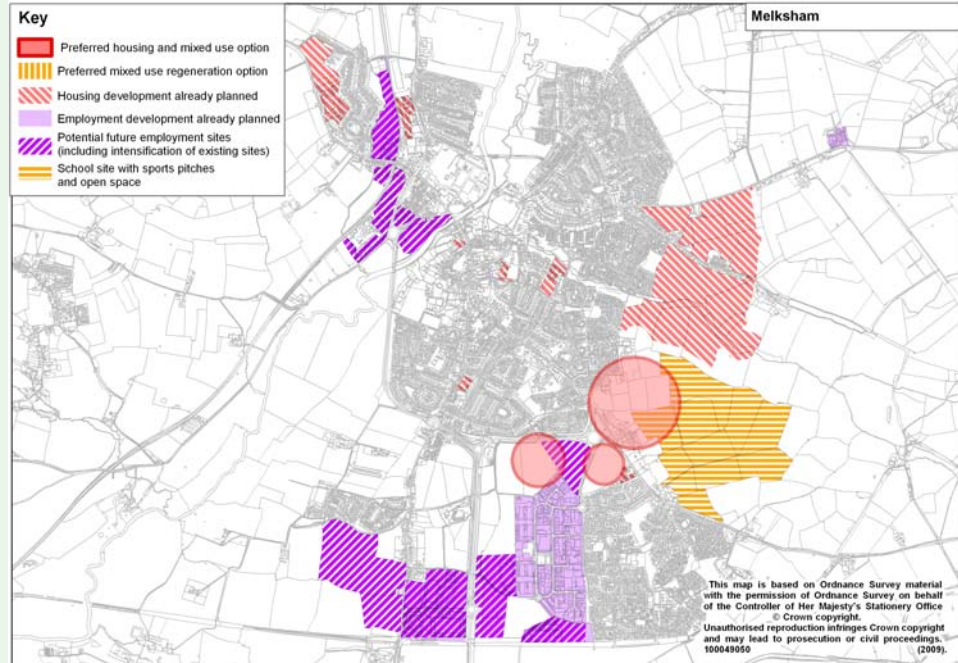 Key
Preferred housing and mixed use option
Preferred mixed use regeneration option
Housing development already planned
Employment development already planned
Potential future employment sites
(including intensification of existing sites)
School site with sports pitches
and open space
Melksham
This map is based on Ordnance Survey material
with the permission of Ordnance Survey on behalf
of the Controller of Her Majesty's Stationery Office
© Crown copyright.
Unauthorised reproduction infringes Crown copyright
and may lead to prosecution or civil proceedings.
100049050 (2009).